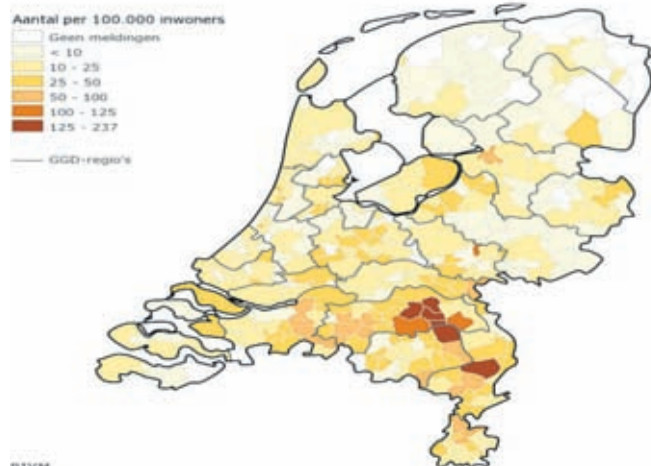 Aantal per 100.000 inwoners
Geen meldingen
< 10
10 - 25
25 - 50
50 - 100
100 - 125
125 - 237
GGD-regio's
RIVM